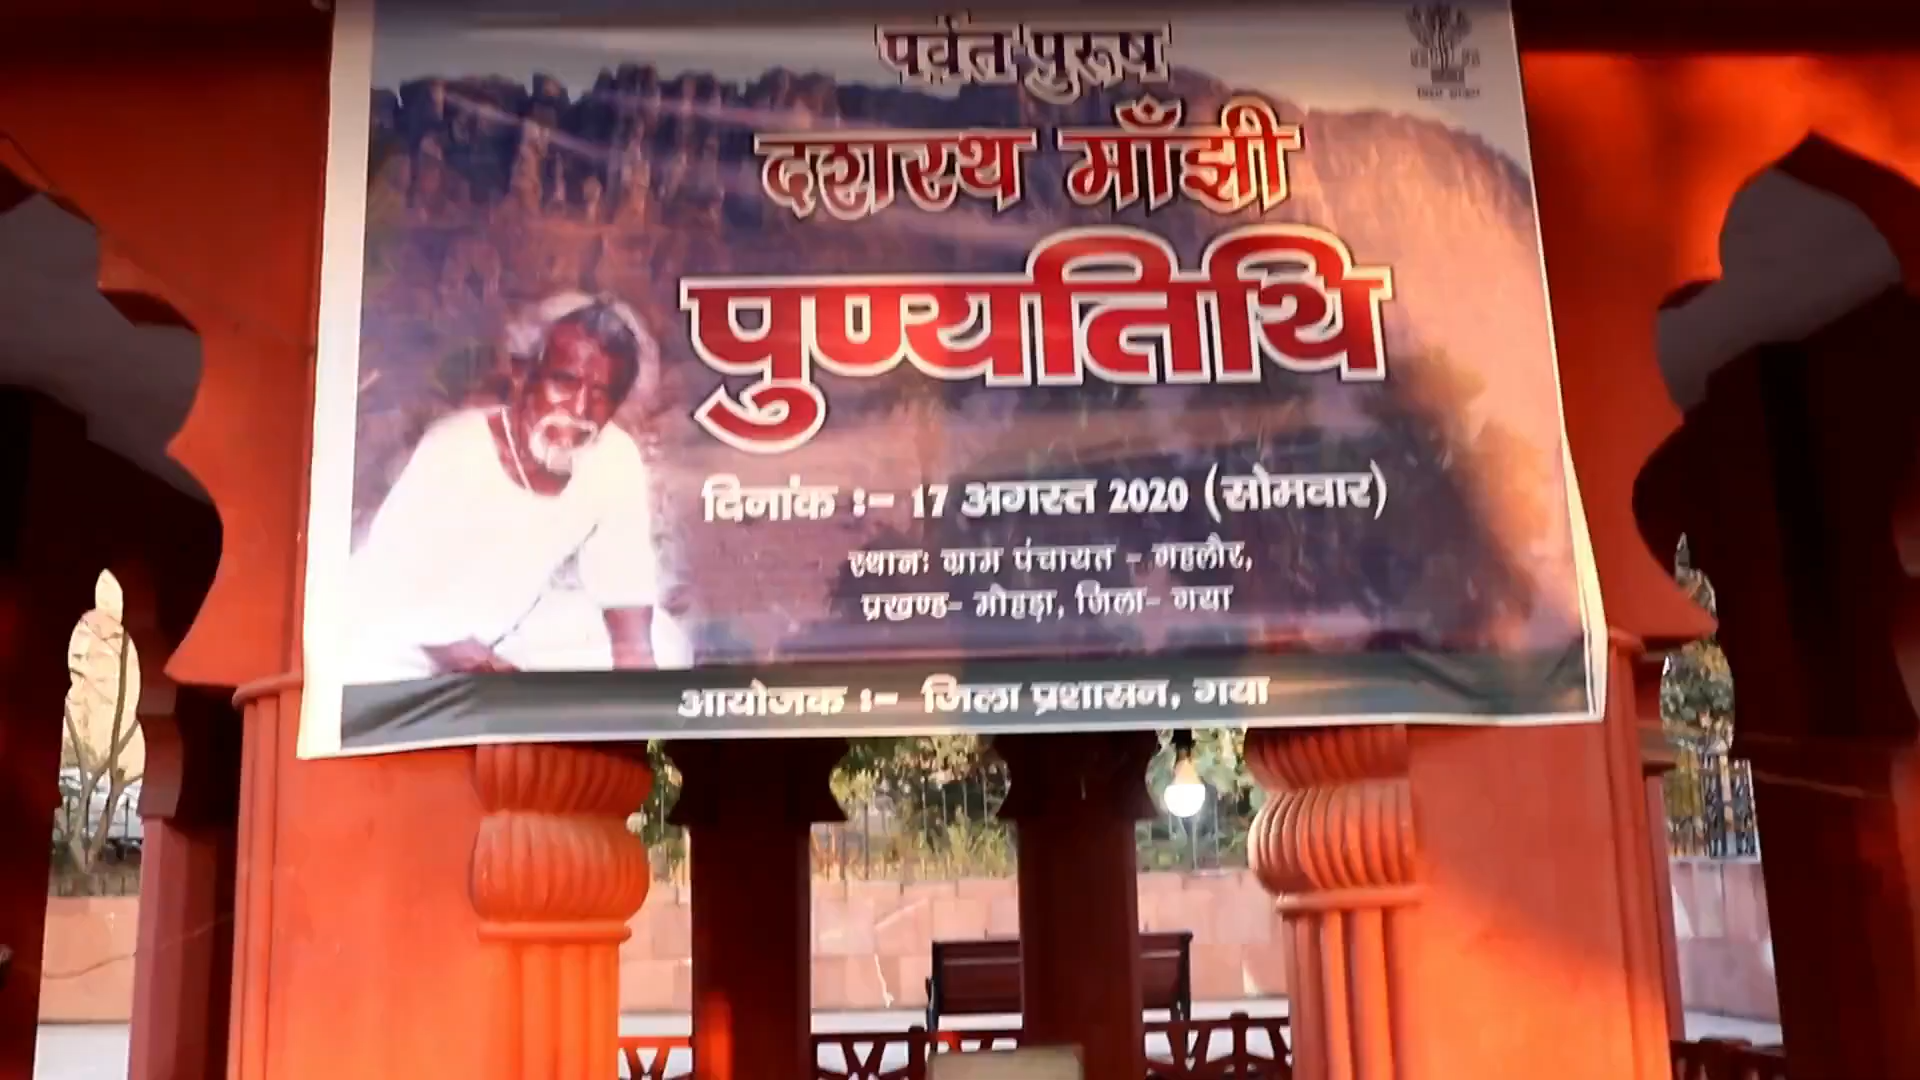 पर्वत पुरूष
दशरथ माँझी
पुण्यतिथि
दिनांक :- 17 अगस्त 2020 (सोमवार)
स्थान: ग्राम पंचायत - गहलौर,
प्रखण्ड- मोहड़ा, जिला- गया
आयोजक :- जिला प्रशासन, गया